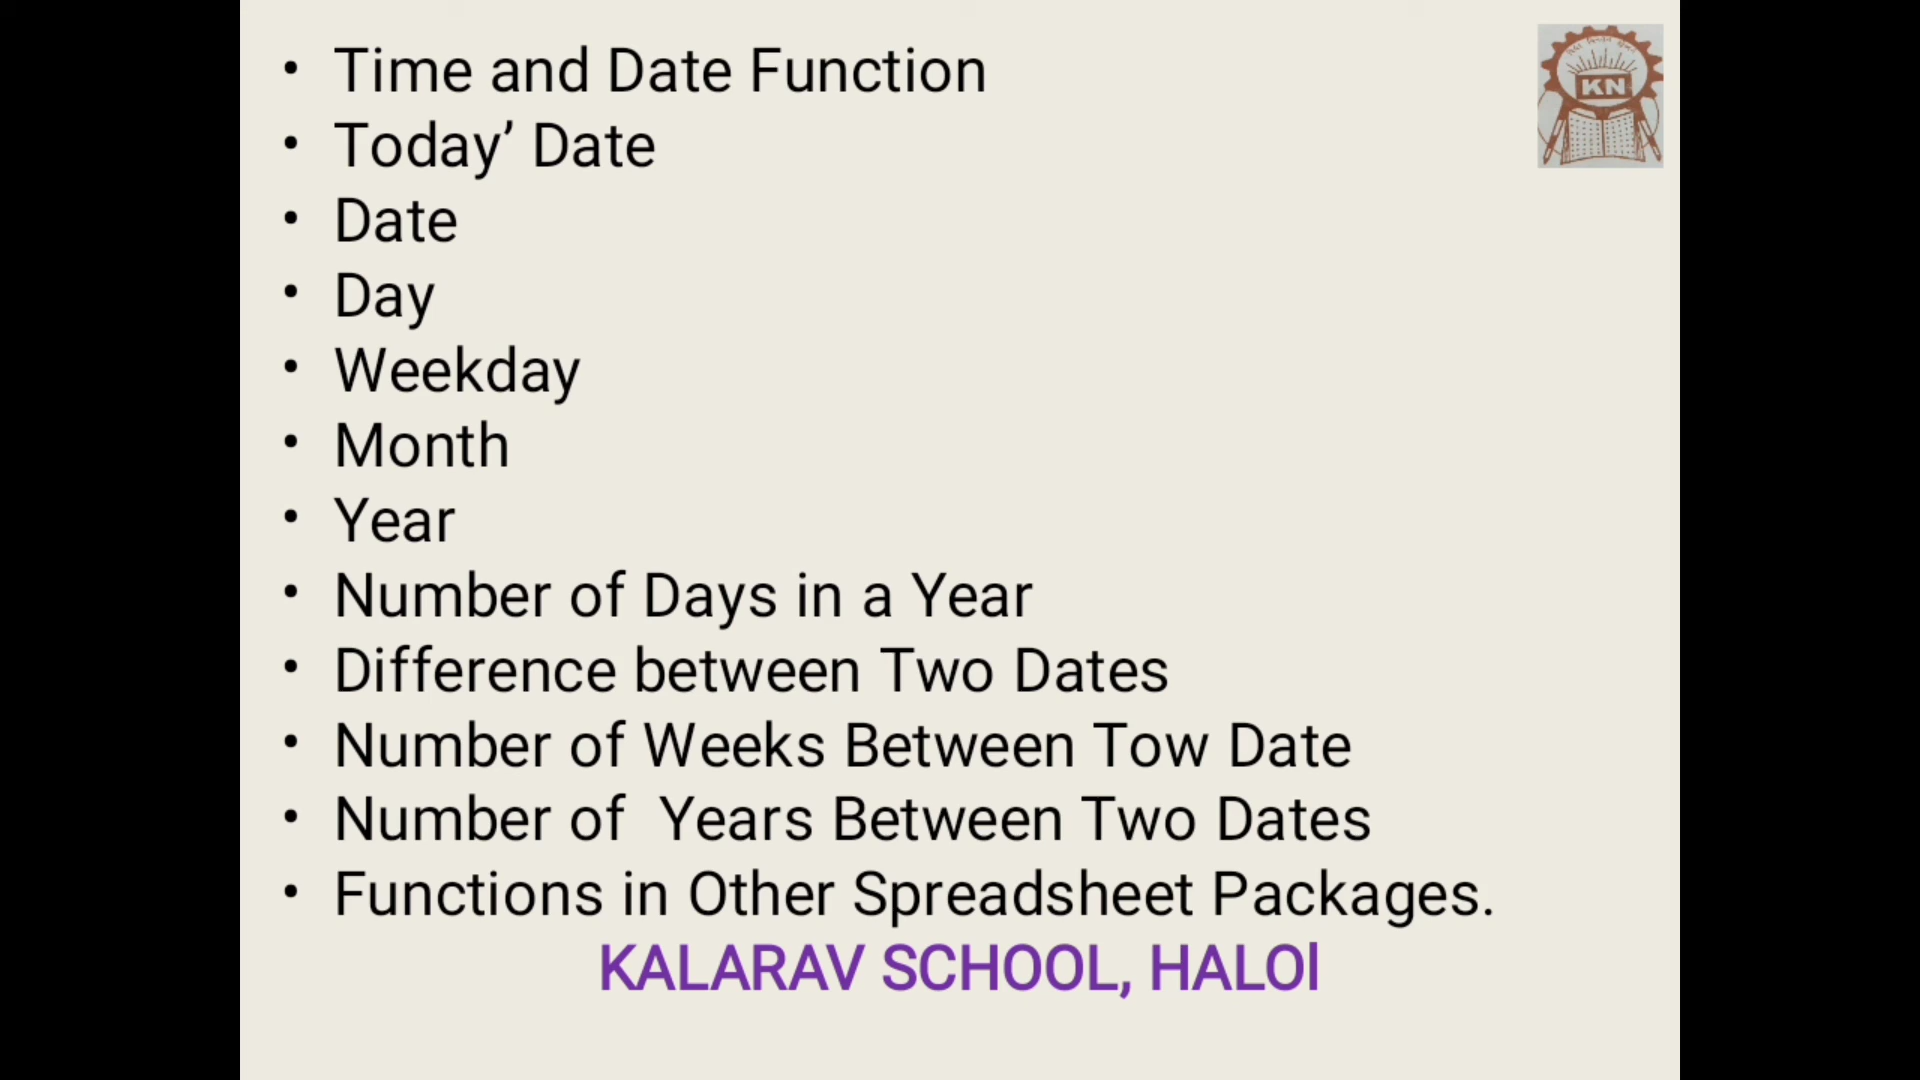 • Time and Date Function
• Today’ Date
• Date
• Day
• Weekday
• Month
• Year
• Number of Days in a Year
• Difference between Two Dates
• Number of Weeks Between Tow Date
• Number of  Years Between Two Dates
• Functions in Other Spreadsheet Packages.
KALARAV SCHOOL, HALOl
KN